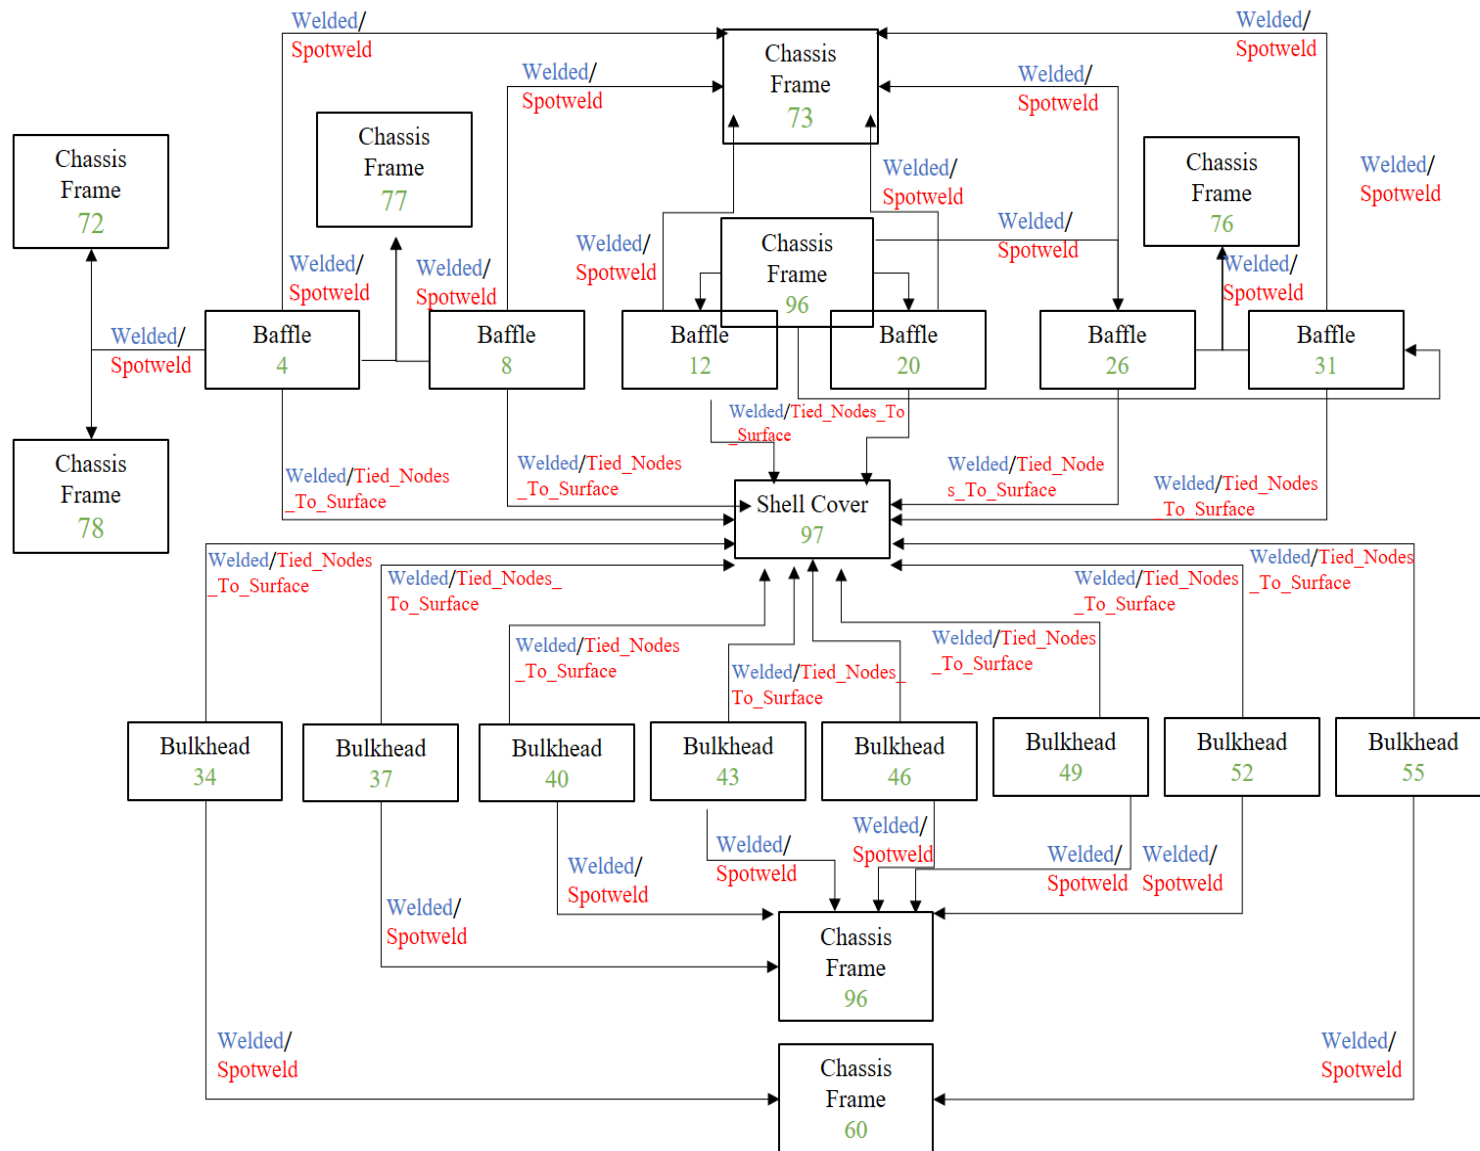 Welded/
Spotweld
Welded/
Spotweld
Chassis
Frame
73
Welded/
Spotweld
Welded/
Spotweld
Chassis
Frame
72
Chassis
Frame
77
Chassis
Frame
76
Welded/
Spotweld
Welded/
Spotweld
Welded/
Spotweld
Welded/
Spotweld
Welded/
Spotweld
Chassis
Frame
96
Welded/
Spotweld
Welded/
Spotweld
Welded/
Spotweld
Welded/
Spotweld
Baffle
4
Baffle
8
Baffle
12
Baffle
20
Baffle
26
Baffle
31
Chassis
Frame
78
Welded/Tied_Nodes
_To_Surface
Welded/Tied_Nodes
_To_Surface
Welded/Tied_Nodes_To
_Surface
Welded/Tied_Node
s_To_Surface
Welded/Tied_Nodes
_To_Surface
Shell Cover
97
Welded/Tied_Nodes
_To_Surface
Welded/Tied_Nodes_
To_Surface
Welded/Tied_Nodes
_To_Surface
Welded/Tied_Nodes
_To_Surface
Welded/Tied_Nodes
_To_Surface
Welded/Tied_Nodes_
To_Surface
Welded/Tied_Nodes
_To_Surface
Bulkhead
34
Bulkhead
37
Bulkhead
40
Bulkhead
43
Bulkhead
46
Bulkhead
49
Bulkhead
52
Bulkhead
55
Welded/
Spotweld
Welded/
Spotweld
Welded/
Spotweld
Welded/
Spotweld
Welded/
Spotweld
Welded/
Spotweld
Chassis
Frame
96
Welded/
Spotweld
Welded/
Spotweld
Chassis
Frame
60